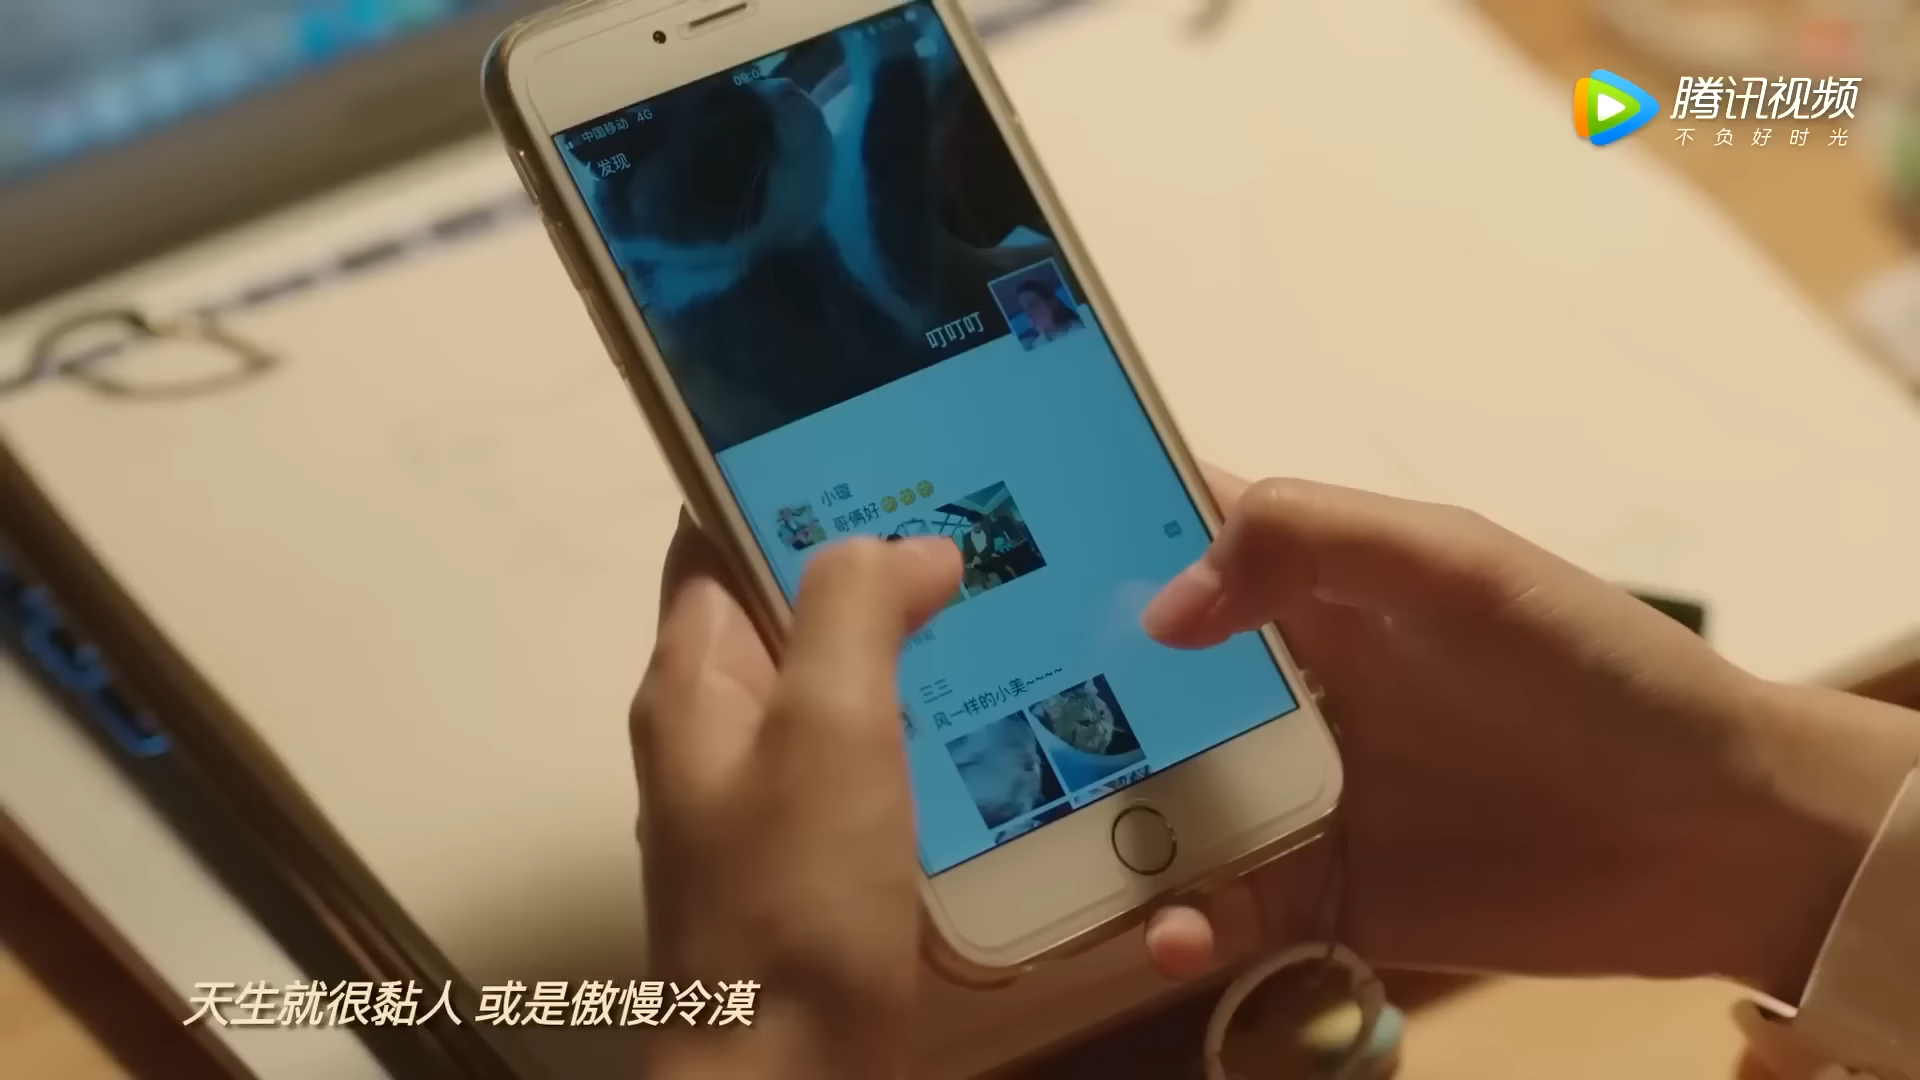 腾讯视频
不负好时光
中国移动 4G
发现
叮叮叮
小璇
哥俩好
三三
风一样的小美~~~~
天生就很黏人 或是傲慢冷漠